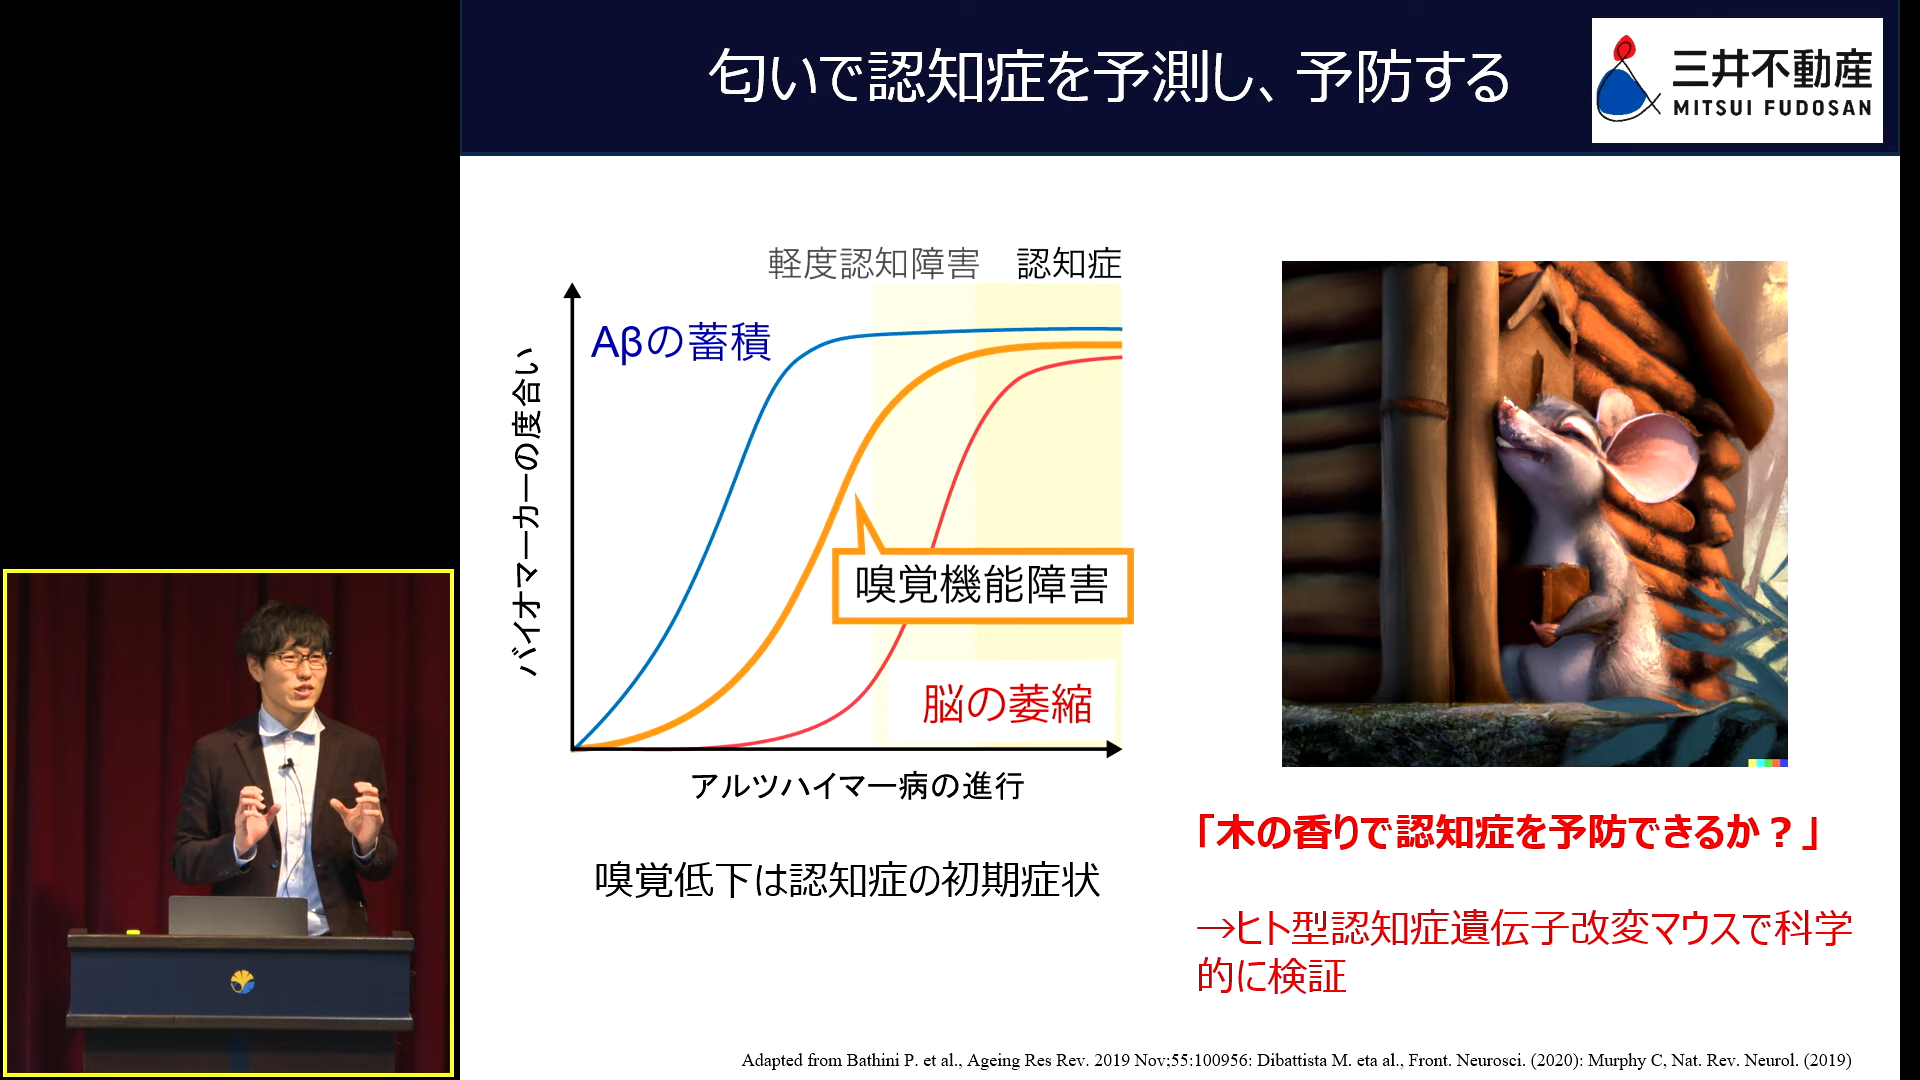 匂いで認知症を予測し、予防する
三井不動産
MITSUI FUDOSAN
軽度認知障害
認知症
Aβの蓄積
バイオマーカーの度合い
嗅覚機能障害
脳の萎縮
アルツハイマー病の進行
嗅覚低下は認知症の初期症状
「木の香りで認知症を予防できるか？」
→ヒト型認知症遺伝子改変マウスで科学
的に検証
Adapted from Bathini P. et al., Ageing Res Rev. 2019 Nov;55:100956: Dibattista M. eta al., Front. Neurosci. (2020): Murphy C, Nat. Rev. Neurol. (2019)